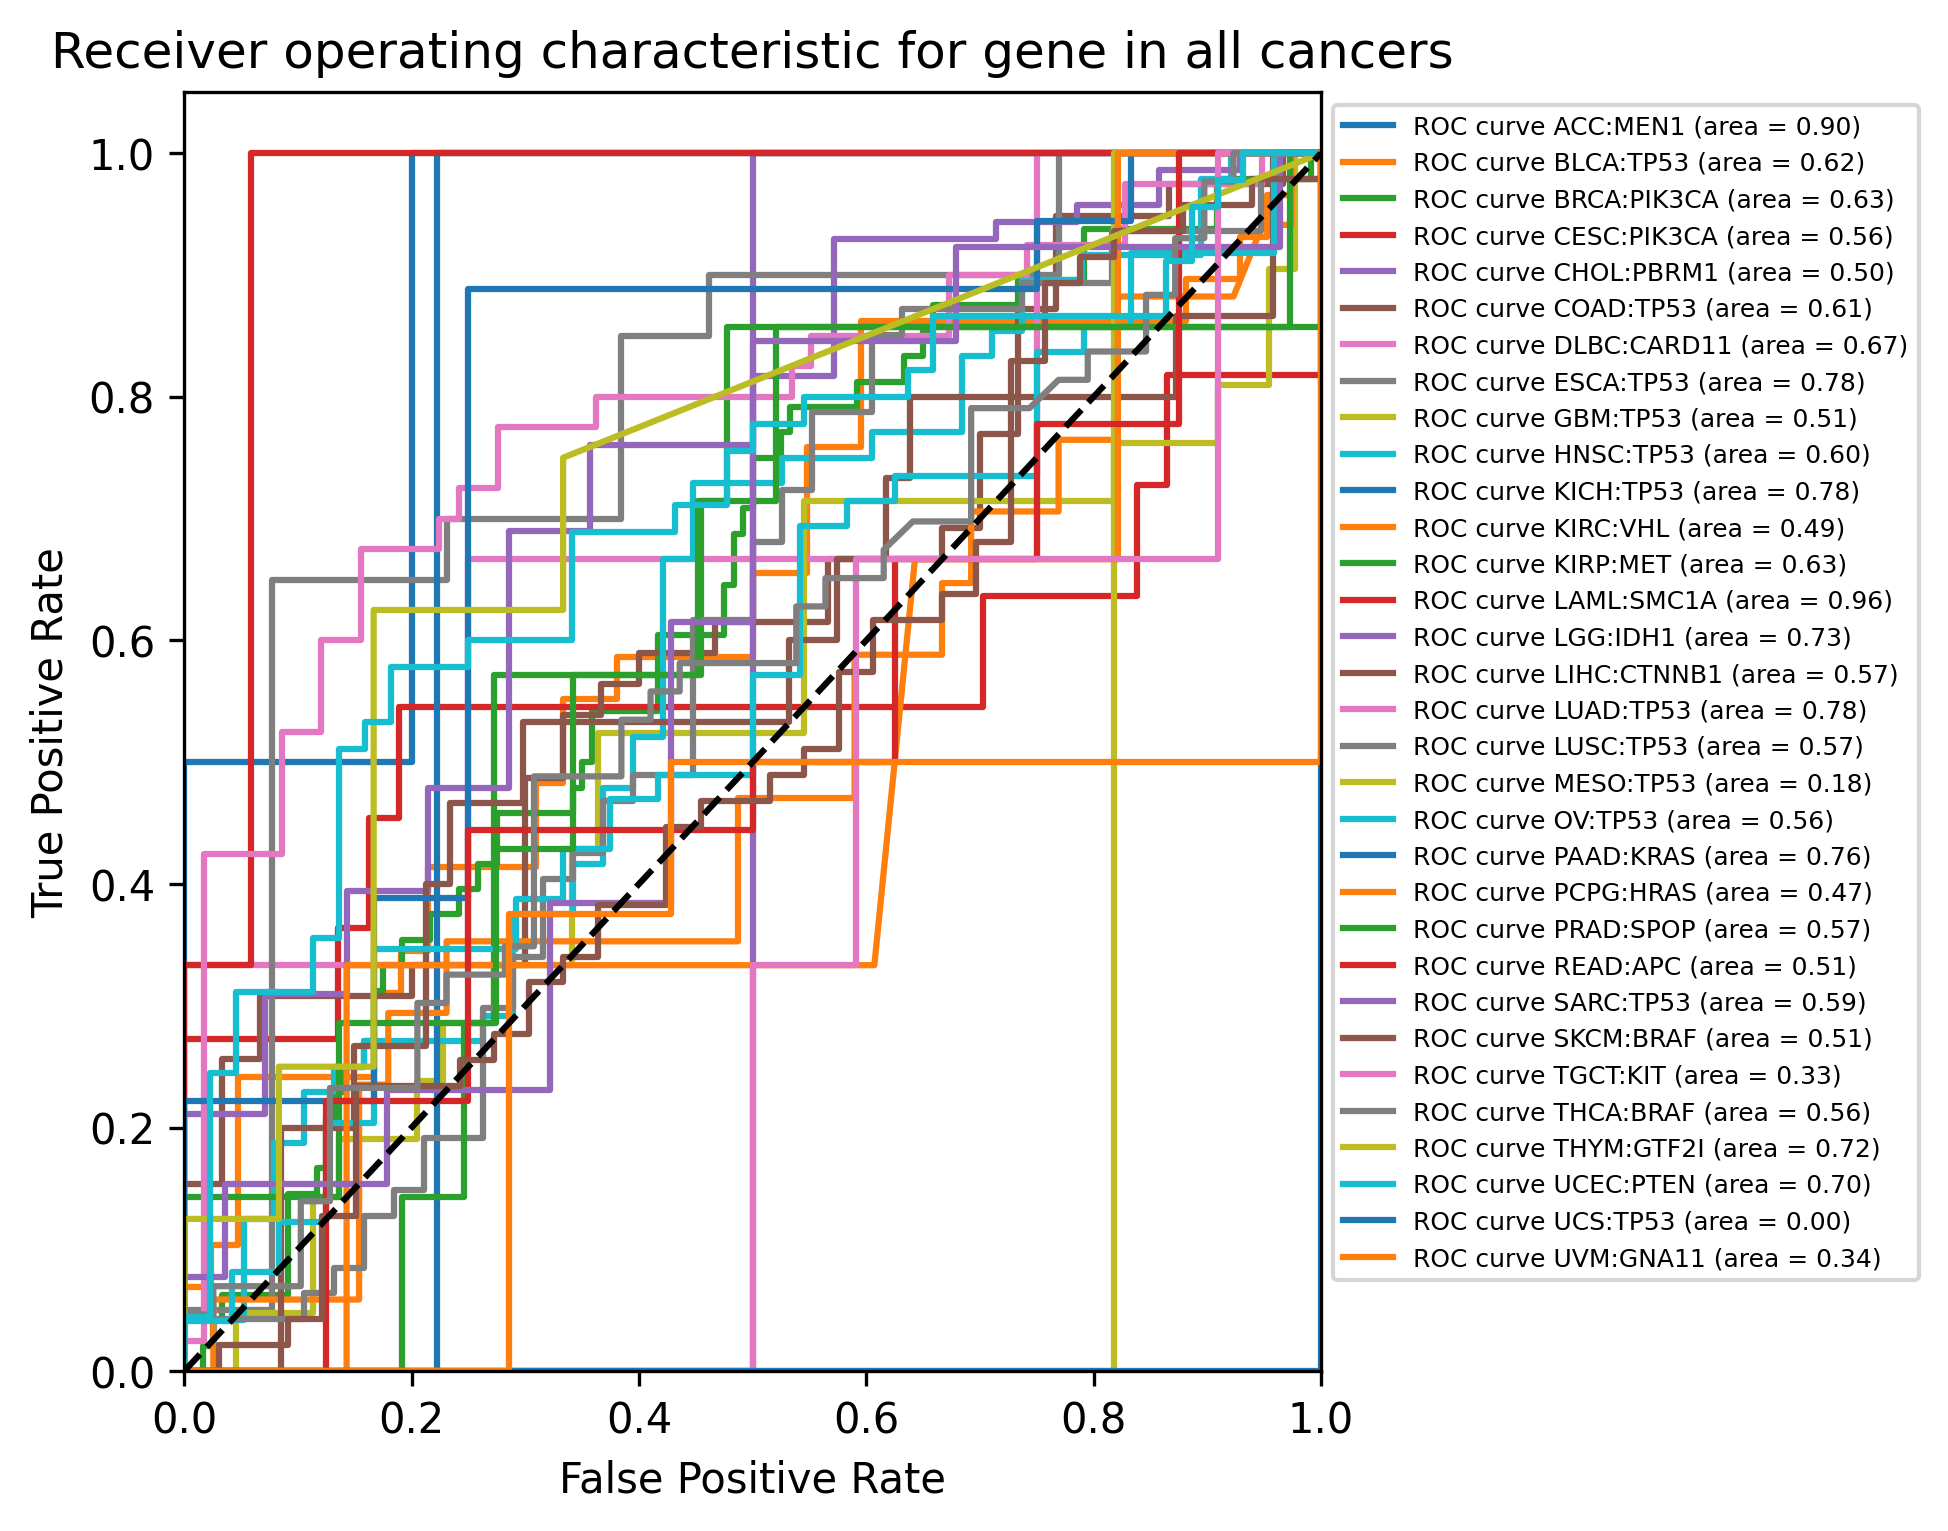 Receiver operating characteristic for gene in all cancers
1.0
0.8
0.6
0.4
0.2
0.0
True Positive Rate
0.0 0.2 0.4 0.6 0.8 1.0
False Positive Rate
ROC curve ACC:MEN1 (area = 0.90)
ROC curve BLCA:TP53 (area = 0.62)
ROC curve BRCA:PIK3CA (area = 0.63)
ROC curve CESC:PIK3CA (area = 0.56)
ROC curve CHOL:PBRM1 (area = 0.50)
ROC curve COAD:TP53 (area = 0.61)
ROC curve DLBC:CARD11 (area = 0.67)
ROC curve ESCA:TP53 (area = 0.78)
ROC curve GBM:TP53 (area = 0.51)
ROC curve HNSC:TP53 (area = 0.60)
ROC curve KICH:TP53 (area = 0.78)
ROC curve KIRC:VHL (area = 0.49)
ROC curve KIRP:MET (area = 0.63)
ROC curve LAML:SMC1A (area = 0.96)
ROC curve LGG:IDH1 (area = 0.73)
ROC curve LIHC:CTNNB1 (area = 0.57)
ROC curve LUAD:TP53 (area = 0.78)
ROC curve LUSC:TP53 (area = 0.57)
ROC curve MESO:TP53 (area = 0.18)
ROC curve OV:TP53 (area = 0.56)
ROC curve PAAD:KRAS (area = 0.76)
ROC curve PCPG:HRAS (area = 0.47)
ROC curve PRAD:SPOP (area = 0.57)
ROC curve READ:APC (area = 0.51)
ROC curve SARC:TP53 (area = 0.59)
ROC curve SKCM:BRAF (area = 0.51)
ROC curve TGCT:KIT (area = 0.33)
ROC curve THCA:BRAF (area = 0.56)
ROC curve THYM:GTF2I (area = 0.72)
ROC curve UCEC:PTEN (area = 0.70)
ROC curve UCS:TP53 (area = 0.00)
ROC curve UVM:GNA11 (area = 0.34)